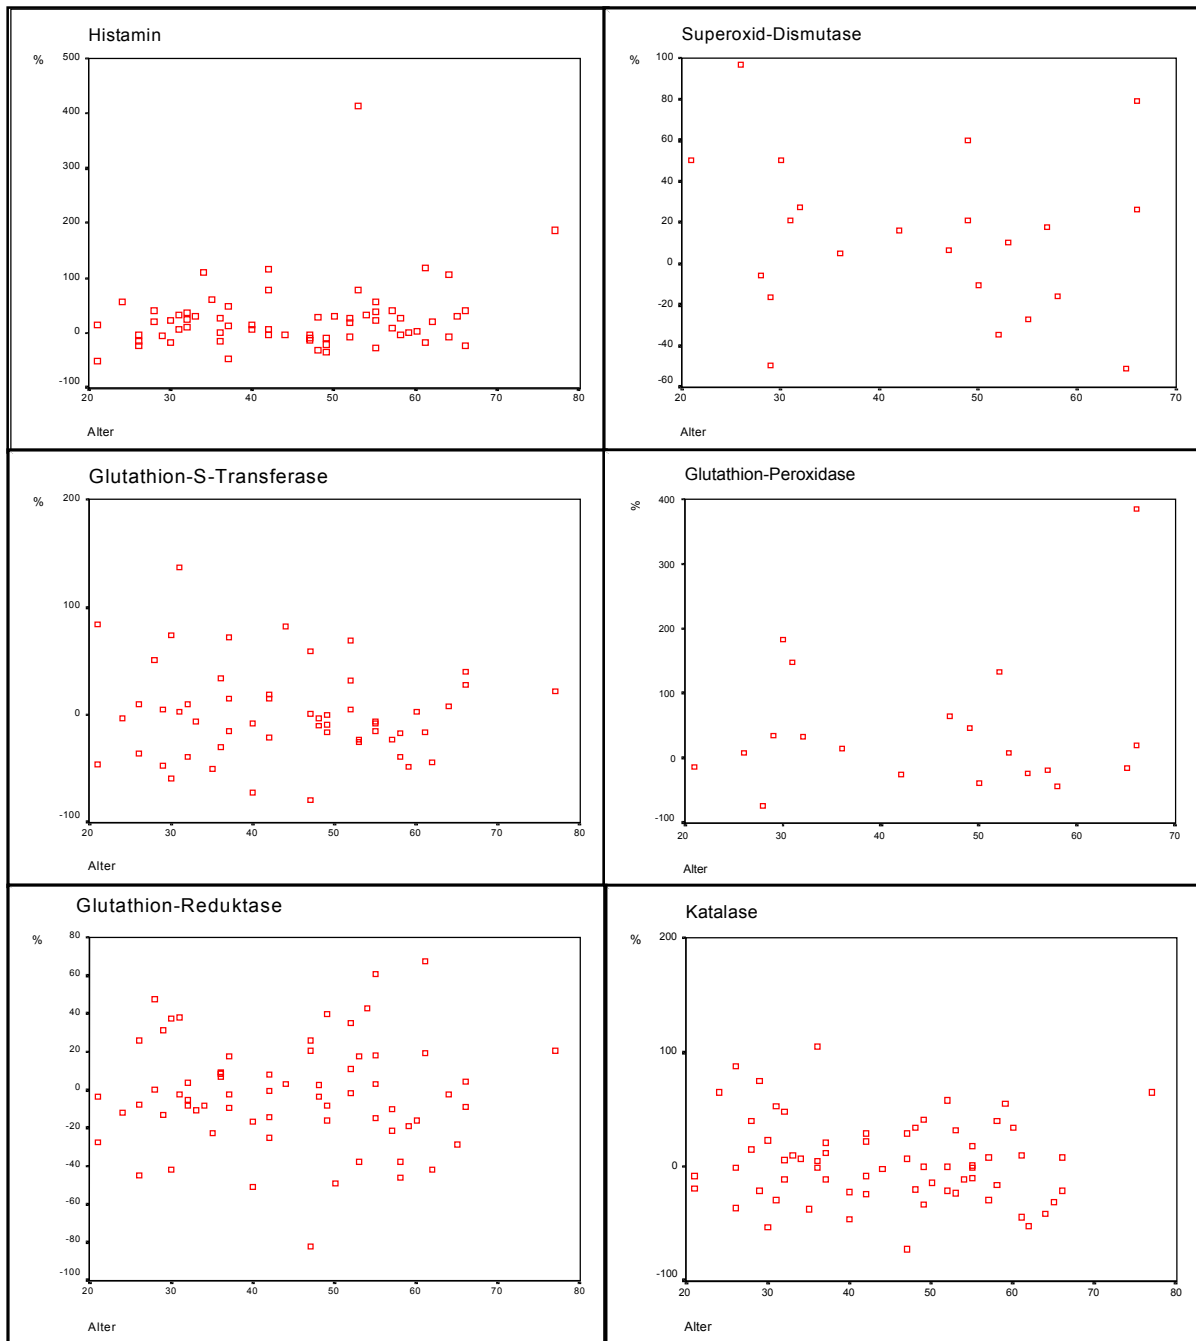 Histamin
%
500
400
300
200
100
0
-100
20 30 40 50 60 70 80
Alter
Superoxid-Dismutase
%
100
80
60
40
20
0
-20
-40
-60
20 30 40 50 60 70
Alter
Glutathion-S-Transferase
%
200
100
0
-100
20 30 40 50 60 70 80
Alter
Glutathion-Peroxidase
%
400
300
200
100
0
-100
20 30 40 50 60 70
Alter
Glutathion-Reduktase
%
80
60
40
20
0
-20
-40
-60
-80
-100
20 30 40 50 60 70 80
Alter
Katalase
%
200
100
0
-100
20 30 40 50 60 70 80
Alter